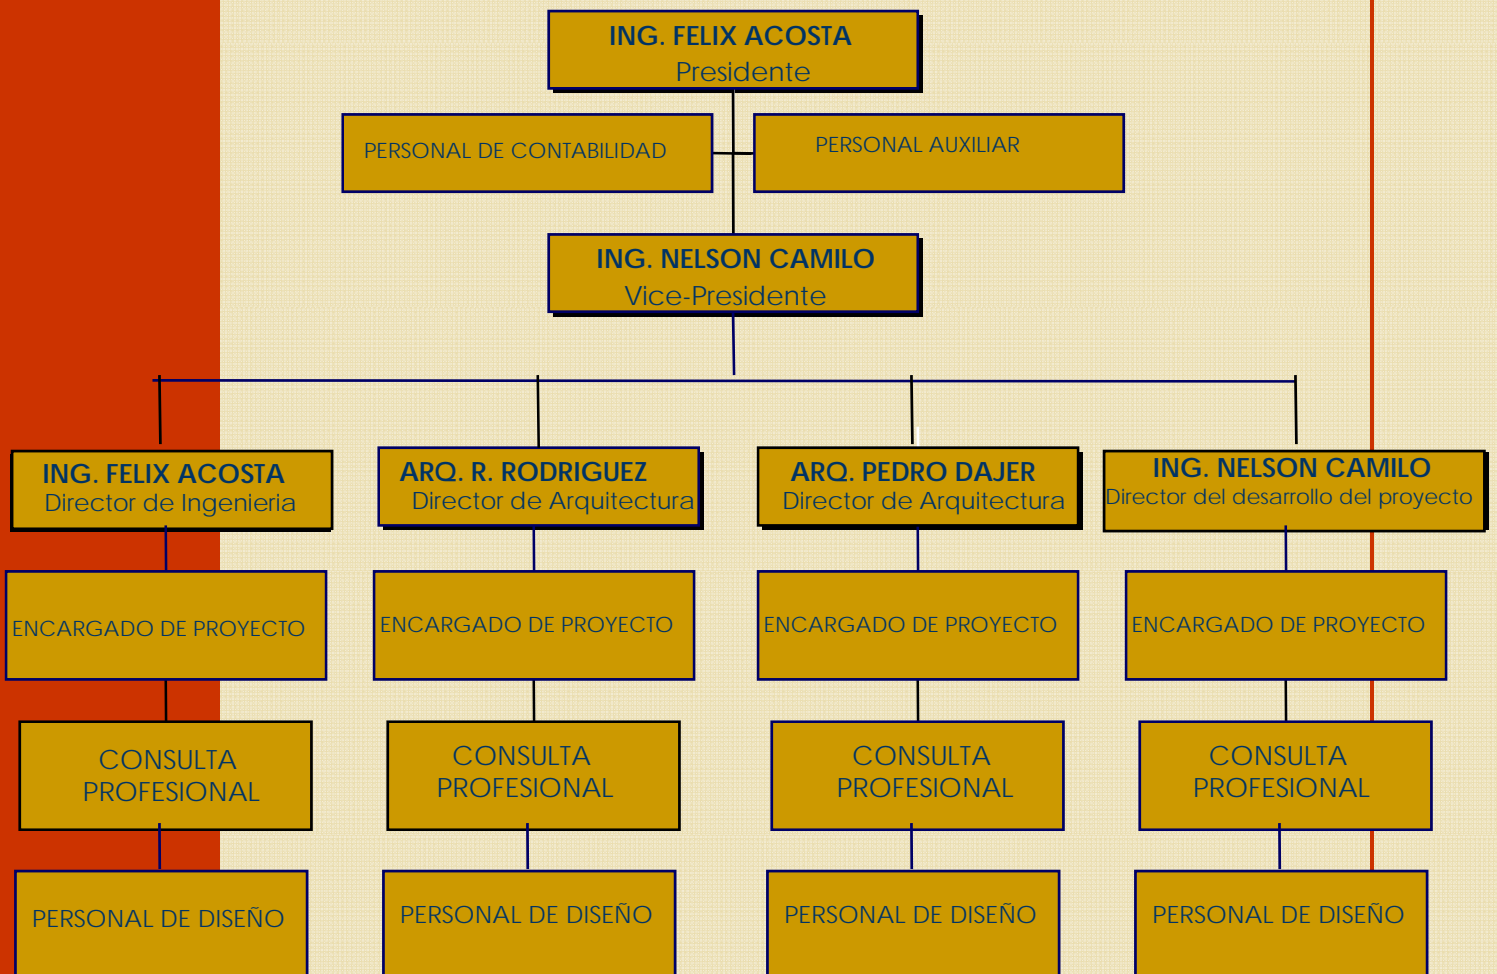 ING. FELIX ACOSTA
Presidente
PERSONAL DE CONTABILIDAD
PERSONAL AUXILIAR
ING. NELSON CAMILO
Vice-Presidente
ING. FELIX ACOSTA
Director de Ingenieria
ARQ. R. RODRIGUEZ
Director de Arquitectura
ARQ. PEDRO DAJER
Director de Arquitectura
ING. NELSON CAMILO
Director del desarrollo del proyecto
ENCARGADO DE PROYECTO
ENCARGADO DE PROYECTO
ENCARGADO DE PROYECTO
ENCARGADO DE PROYECTO
CONSULTA
PROFESIONAL
CONSULTA
PROFESIONAL
CONSULTA
PROFESIONAL
CONSULTA
PROFESIONAL
PERSONAL DE DISEÑO
PERSONAL DE DISEÑO
PERSONAL DE DISEÑO
PERSONAL DE DISEÑO